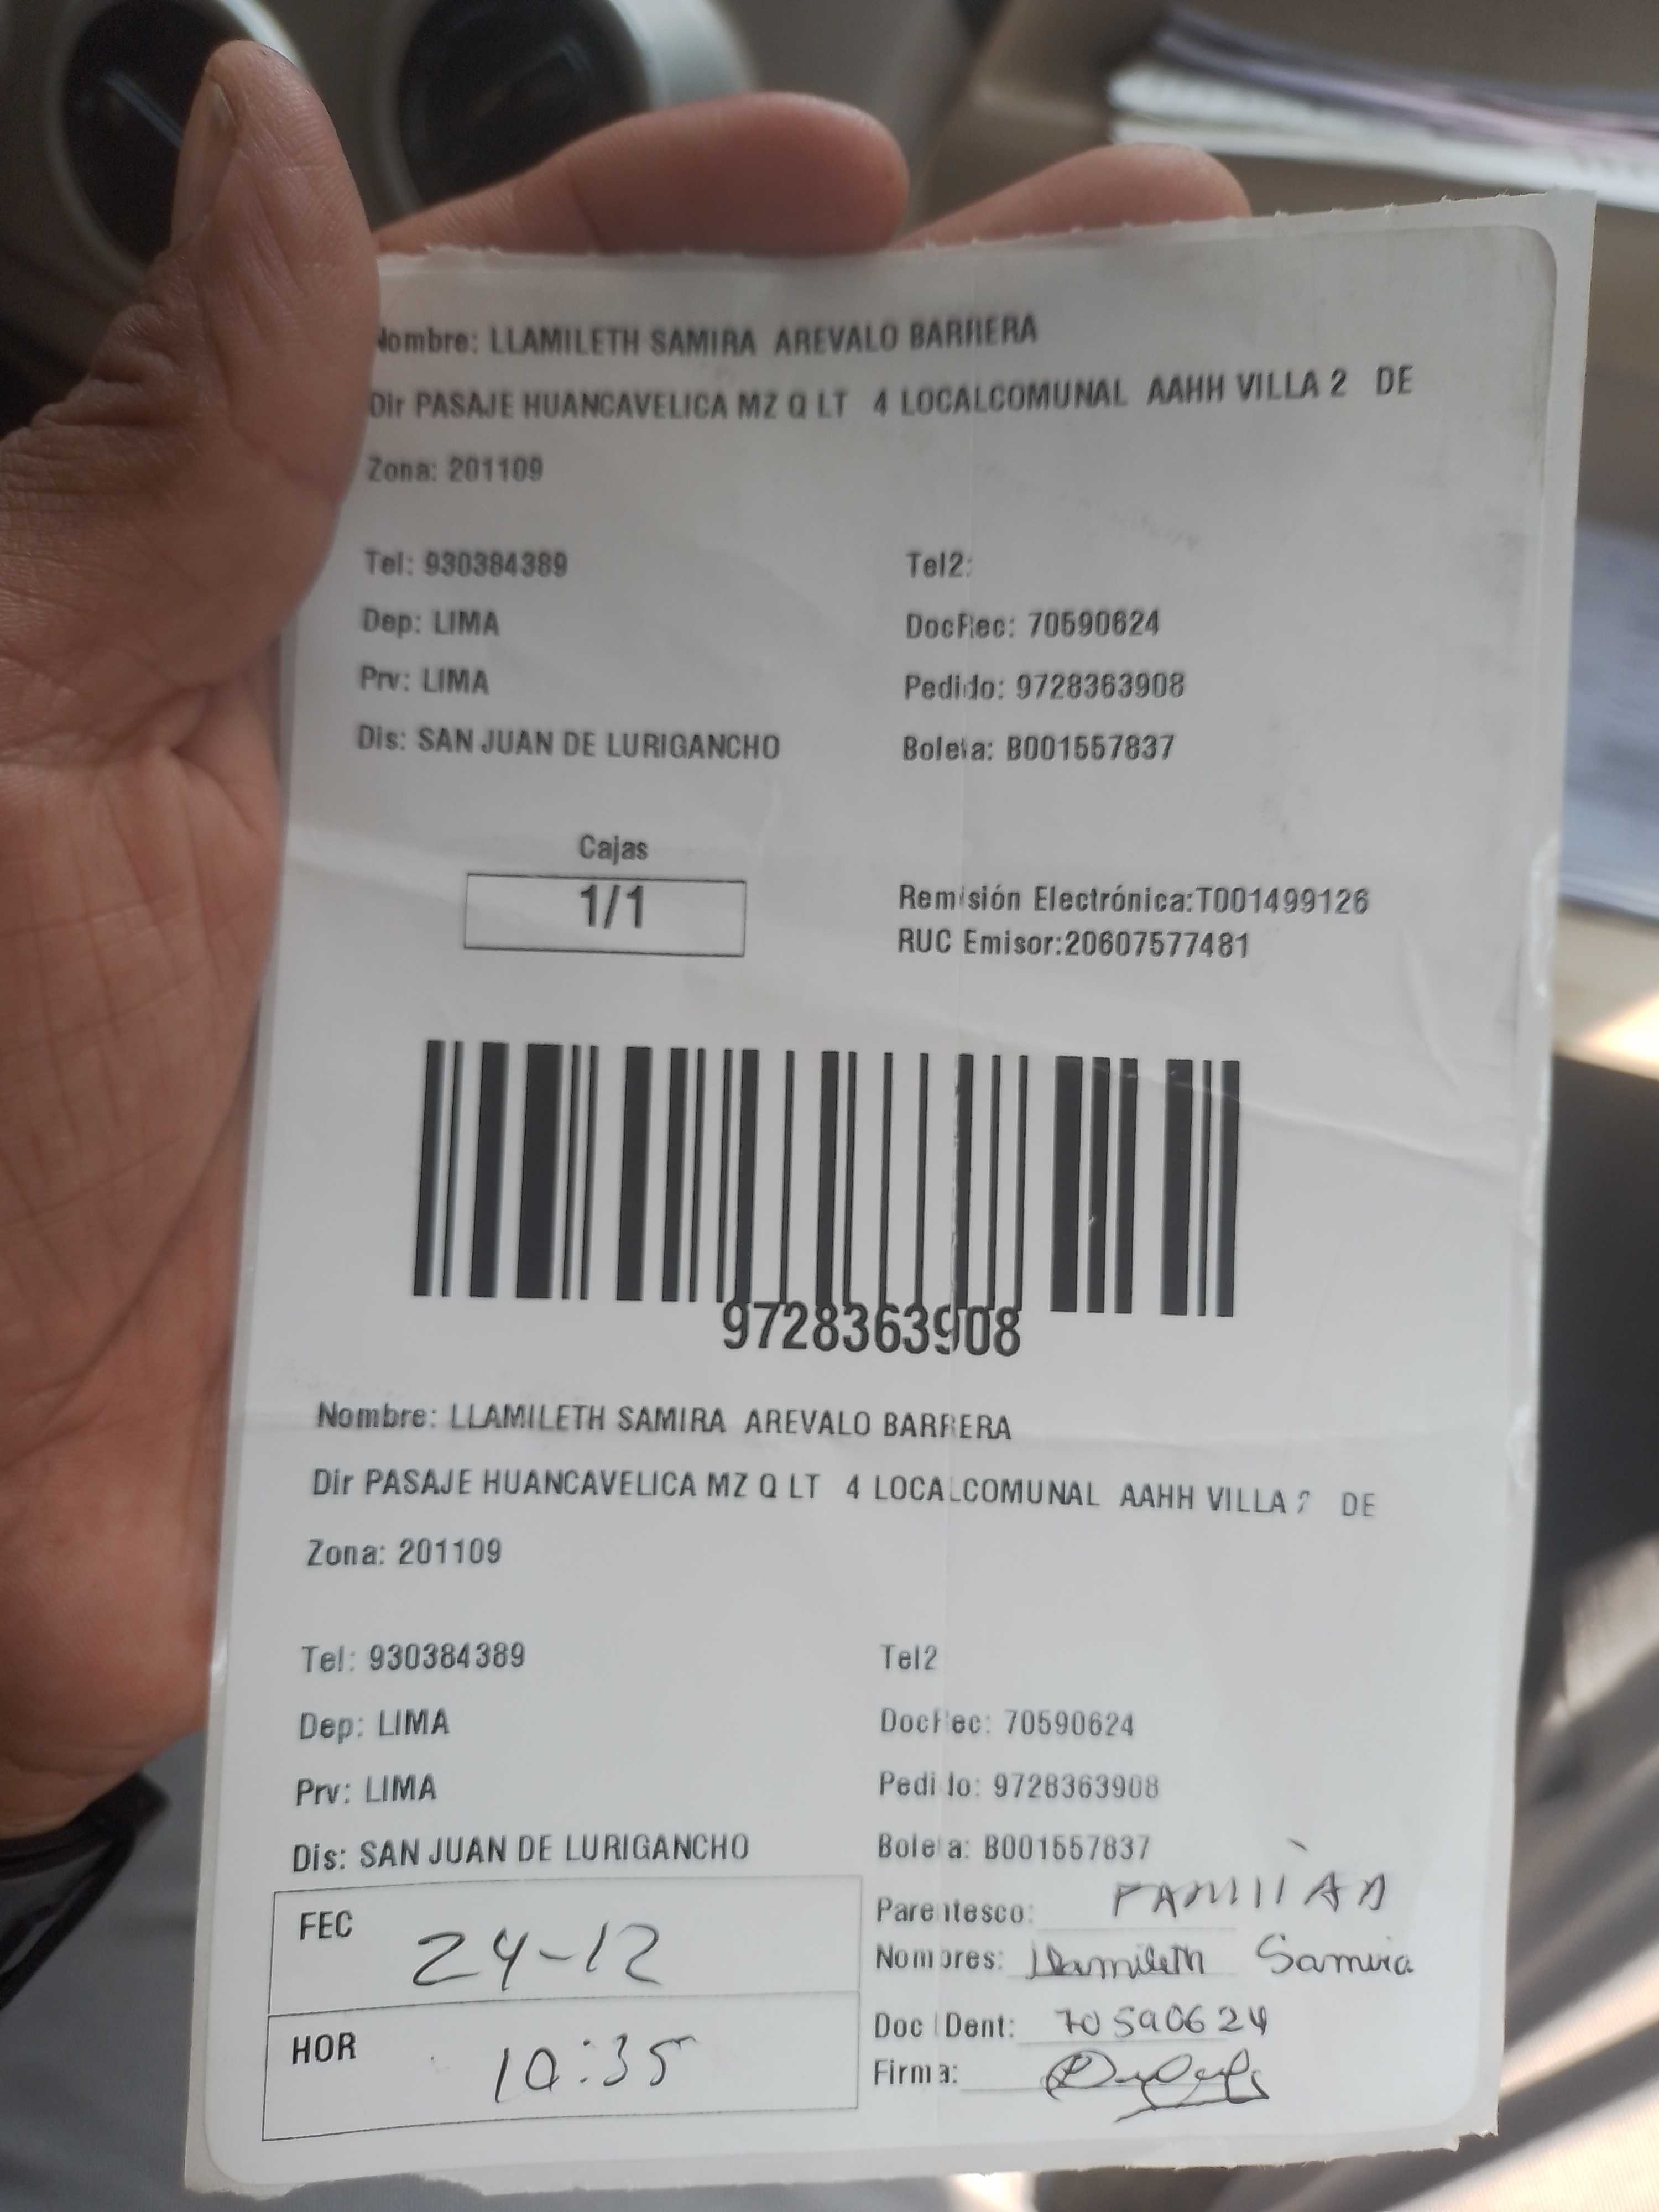 Nombre: LLAMILETH SAMIRA AREVALO BARRERA
Dir PASAJE HUANCAVELICA MZ Q LT 4 LOCALCOMUNAL AAHH VILLA 2 DE
Zona: 201109
Tel: 930384389 Tel2:
Dep: LIMA DocRec: 70590624
Prv: LIMA Pedido: 9728363908
Dis: SAN JUAN DE LURIGANCHO Boleta: B001557837
Cajas
1/1
Remisión Electrónica:T001499126
RUC Emisor:20607577481
9728363908
Nombre: LLAMILETH SAMIRA AREVALO BARRERA
Dir PASAJE HUANCAVELICA MZ Q LT 4 LOCALCOMUNAL AAHH VILLA 2 DE
Zona: 201109
Tel: 930384389 Tel2
Dep: LIMA DocRec: 70590624
Prv: LIMA Pedido: 9728363908
Dis: SAN JUAN DE LURIGANCHO Boleta: B001557837
FEC 24-12
HOR 10:35
Parentesco:
Nombres: Llamileth Samira
Doc Ident: 70590624
Firma: